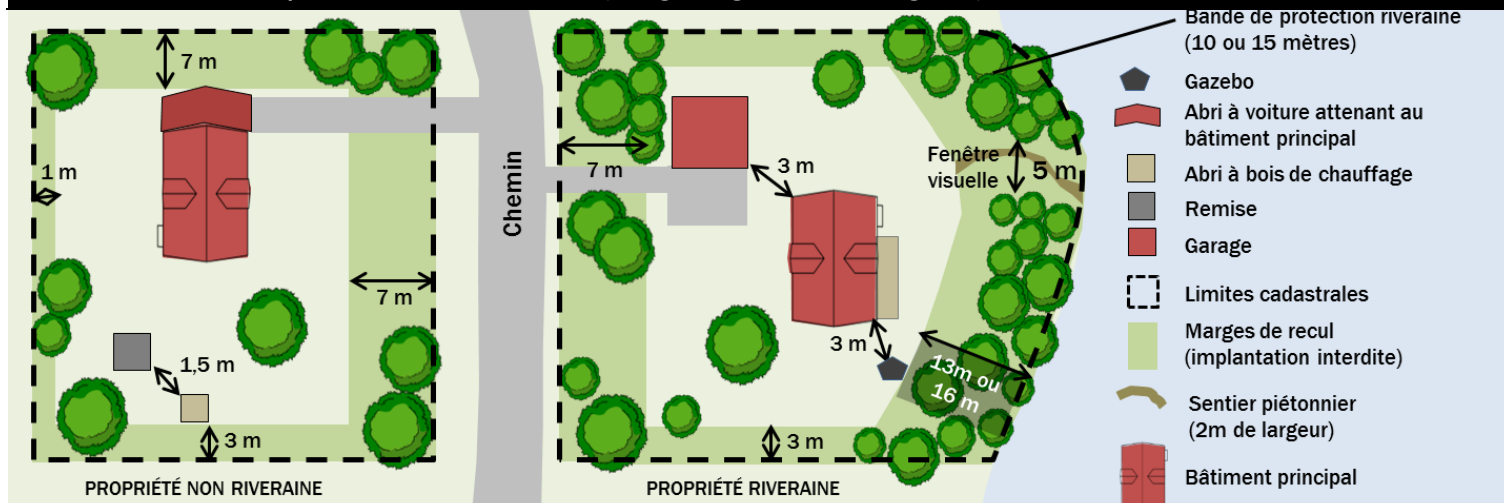 7 m
1 m
7 m
1,5 m
3 m
PROPRIÉTÉ NON RIVERAINE
Chemin
7 m
3 m
Fenêtre
visuelle
5 m
3 m
13m ou
16 m
3 m
PROPRIÉTÉ RIVERAINE
Bande de protection riveraine
(10 ou 15 mètres)
Gazebo
Abri à voiture attenant au
bâtiment principal
Abri à bois de chauffage
Remise
Garage
Limites cadastrales
Marges de recul
(implantation interdite)
Sentier piétonnier
(2m de largeur)
Bâtiment principal